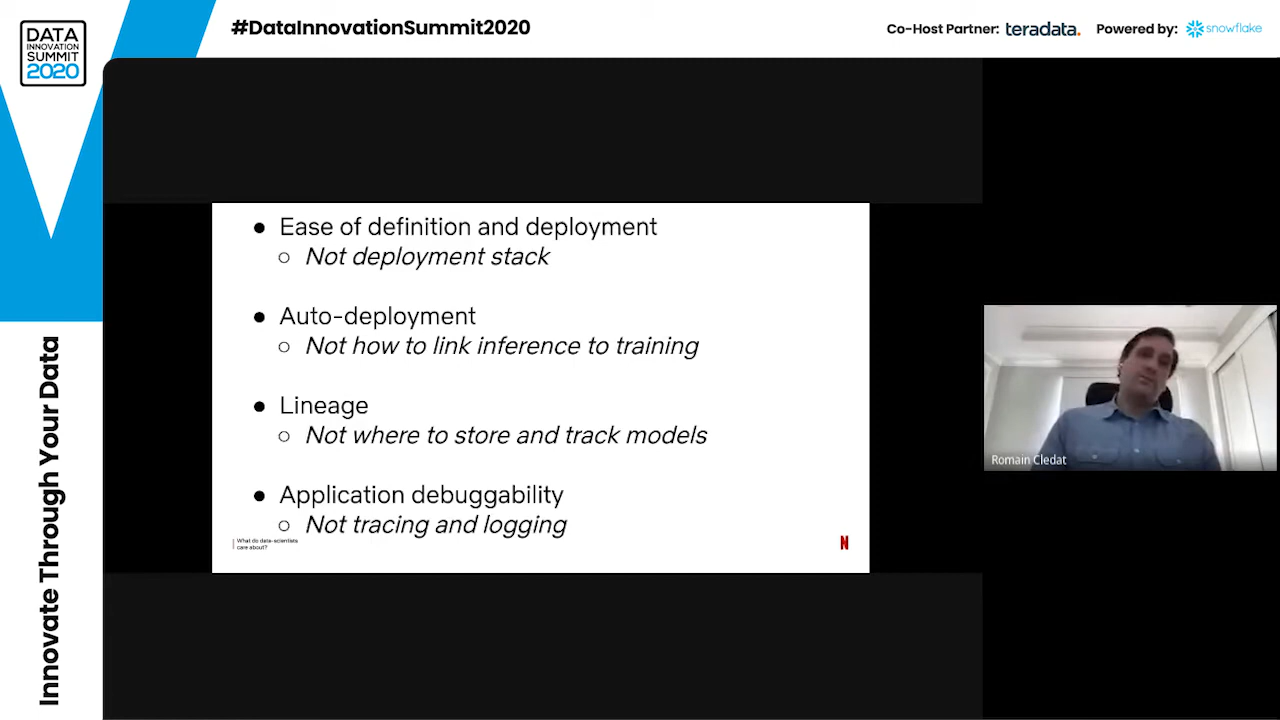 DATA
INNOVATION
SUMMIT
2020
#DataInnovationSummit2020
Co-Host Partner: teradata. Powered by: snowflake
Innovate Through Your Data
● Ease of definition and deployment
○ Not deployment stack
● Auto-deployment
○ Not how to link inference to training
● Lineage
○ Not where to store and track models
● Application debuggability
○ Not tracing and logging
What do data-scientists
care about?
N
Romain Cledat